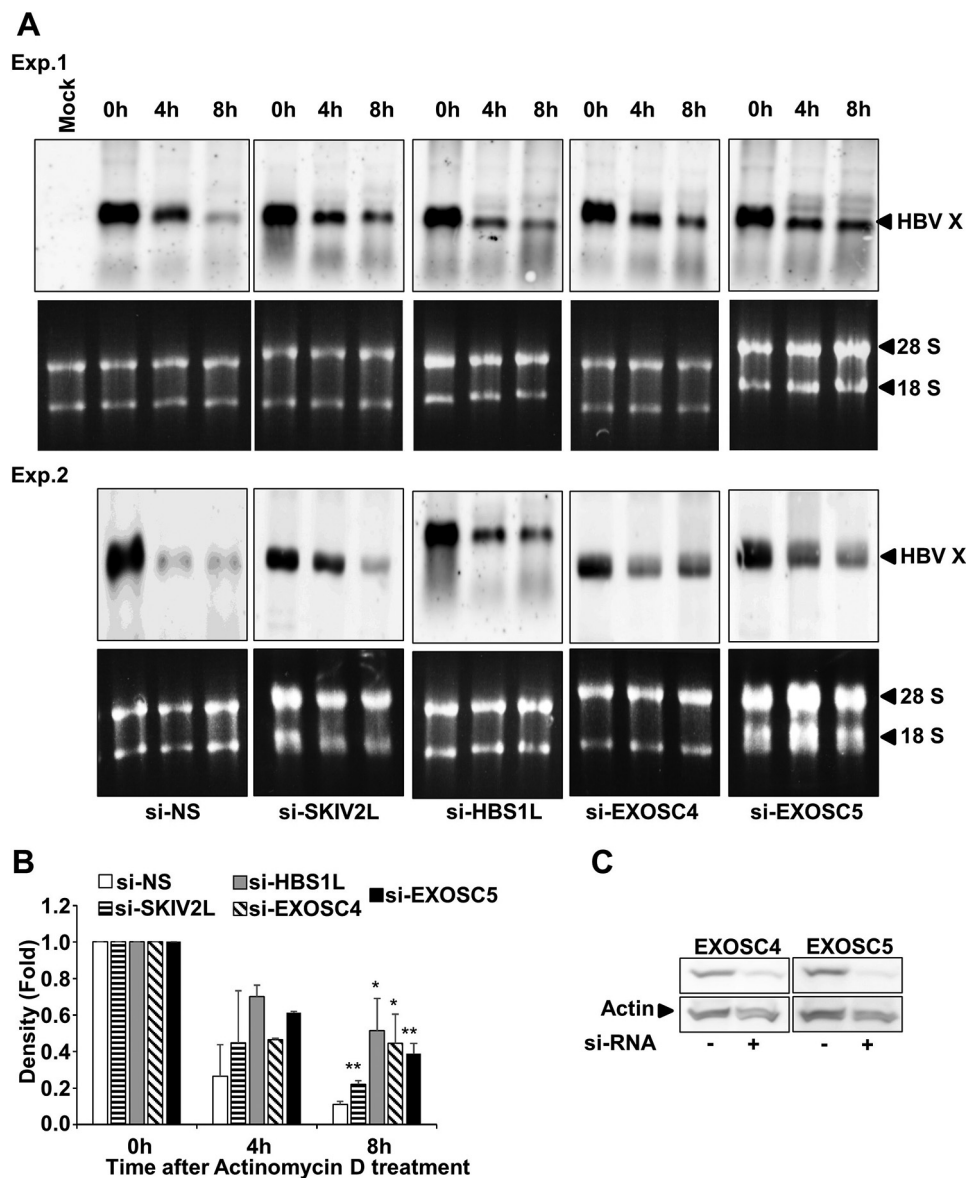 A
Exp.1
Mock 0h 4h 8h 0h 4h 8h 0h 4h 8h 0h 4h 8h 0h 4h 8h
HBV X
28 S
18 S
Exp.2
HBV X
28 S
18 S
si-NS si-SKIV2L si-HBS1L si-EXOSC4 si-EXOSC5
B
si-NS si-HBS1L si-EXOSC5
si-SKIV2L si-EXOSC4
Density (Fold)
1.2
1.0
0.8
0.6
0.4
0.2
0.0
** * * **
0h 4h 8h
Time after Actinomycin D treatment
C
EXOSC4 EXOSC5
Actin
si-RNA - + - +